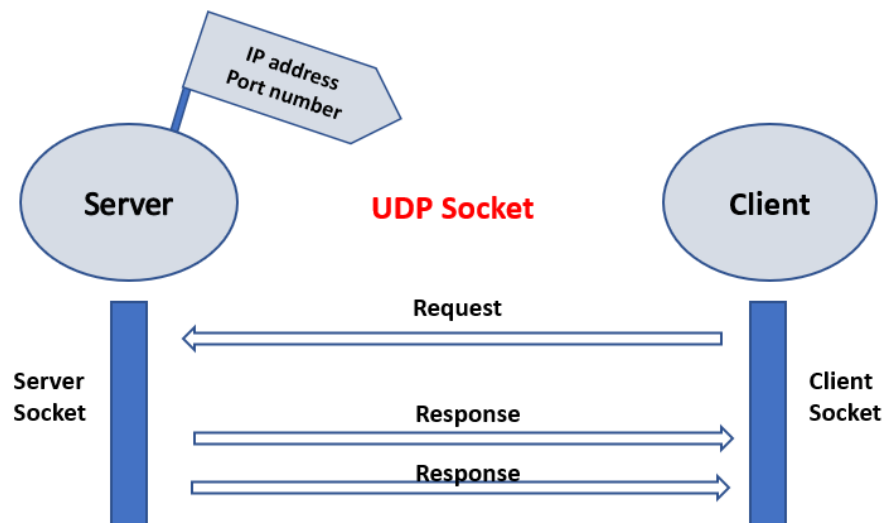 IP address
Port number
Server
UDP Socket
Client
Request
Server
Socket
Client
Socket
Response
Response